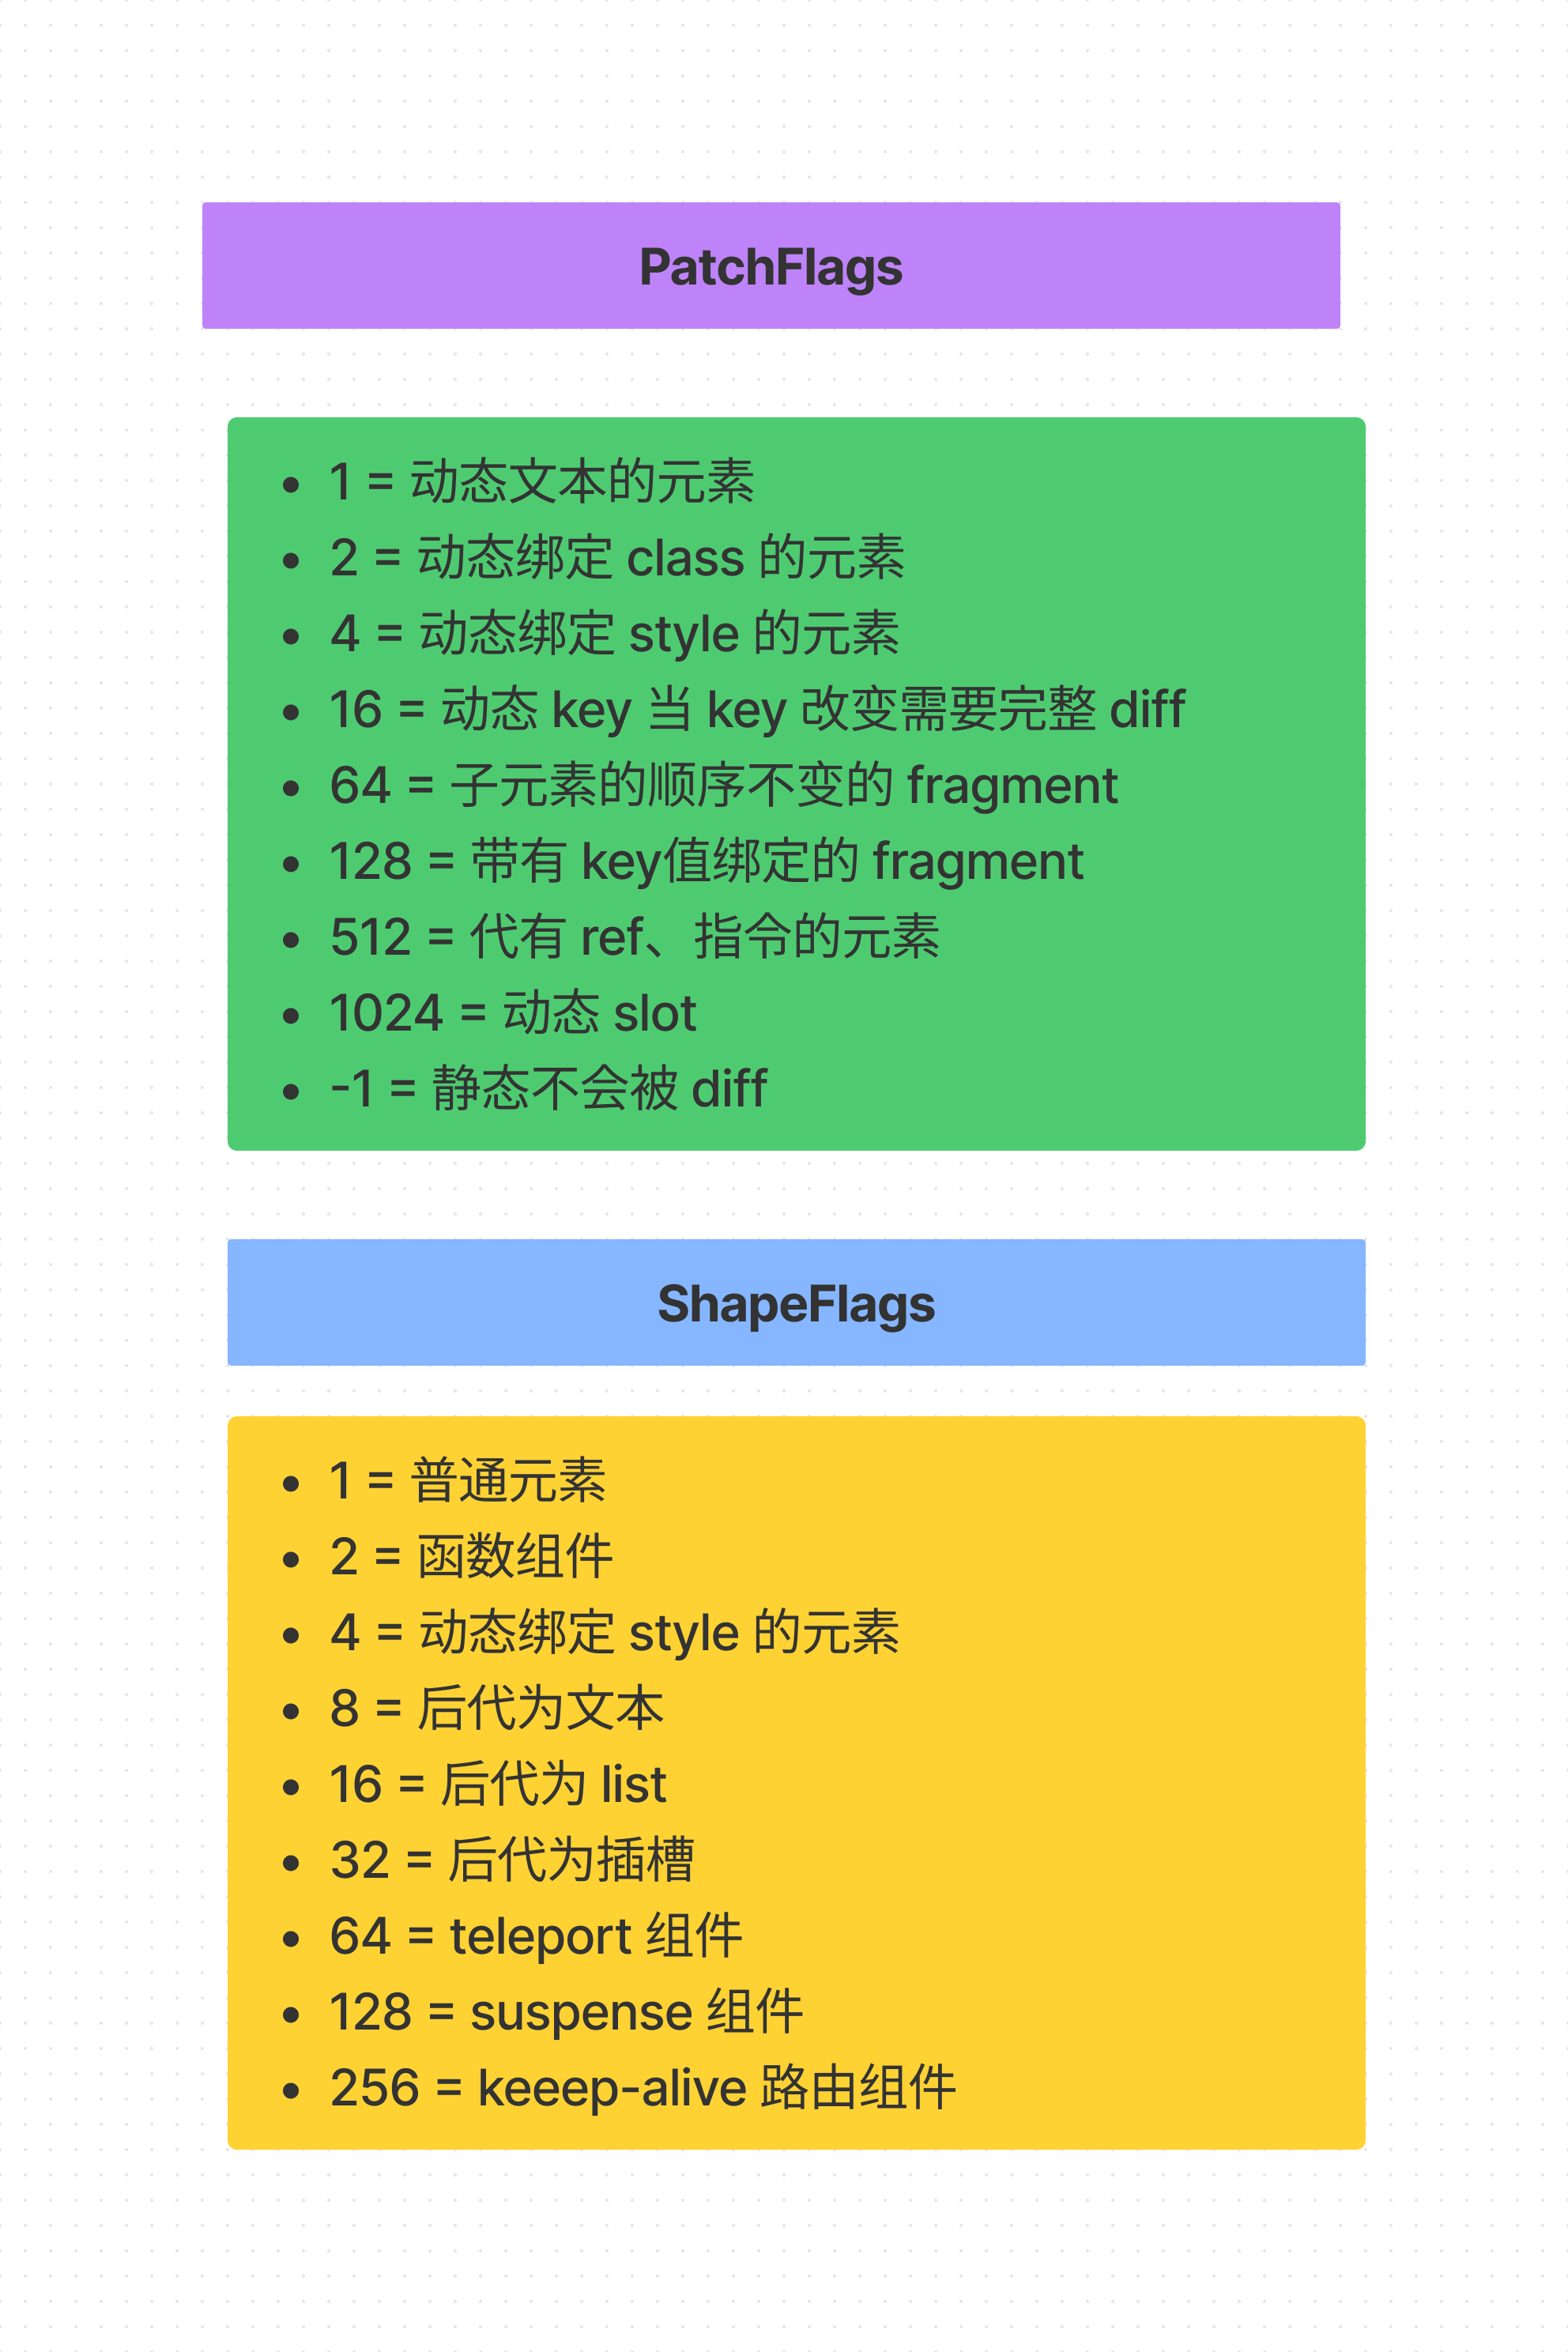 PatchFlags
• 1 = 动态文本的元素
• 2 = 动态绑定 class 的元素
• 4 = 动态绑定 style 的元素
• 16 = 动态 key 当 key 改变需要完整 diff
• 64 = 子元素的顺序不变的 fragment
• 128 = 带有 key值绑定的 fragment
• 512 = 代有 ref、指令的元素
• 1024 = 动态 slot
• -1 = 静态不会被 diff
ShapeFlags
• 1 = 普通元素
• 2 = 函数组件
• 4 = 动态绑定 style 的元素
• 8 = 后代为文本
• 16 = 后代为 list
• 32 = 后代为插槽
• 64 = teleport 组件
• 128 = suspense 组件
• 256 = keeep-alive 路由组件